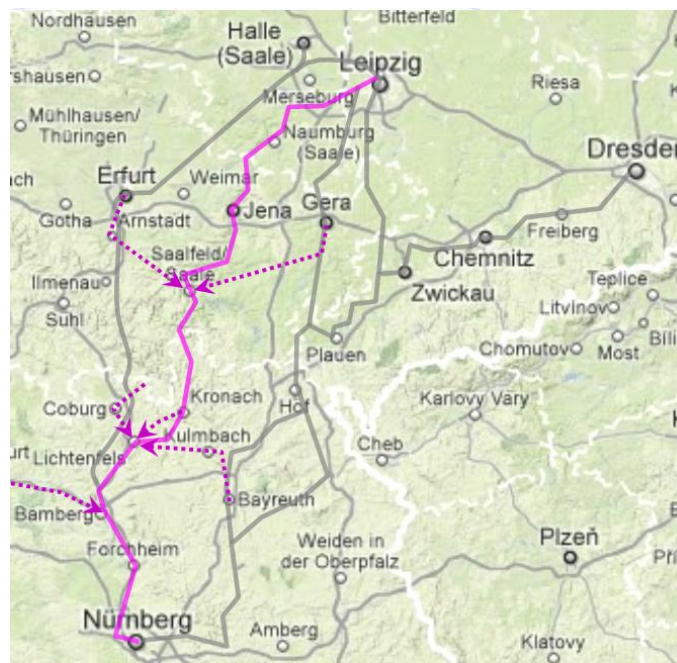 Nordhausen
Bitterfeld
Halle
(Saale)
Leipzig
Merseburg
Riesa
Mühlhausen/
Thüringen
Naumburg
(Saale)
Dresden
Erfurt
Weimar
Gotha
Arnstadt
Jena
Gera
Freiberg
Chemnitz
Saalfeld/
Saale
Ilmenau
Zwickau
Teplice
Suhl
Litvínov
Plauen
Chomutov
Most
Kronach
Karlovy Vary
Coburg
Hof
Kulmbach
Lichtenfels
Cheb
Bayreuth
Bamberg
Forchheim
Weiden in
der Oberpfalz
Plzeň
Nürnberg
Amberg
Klatovy